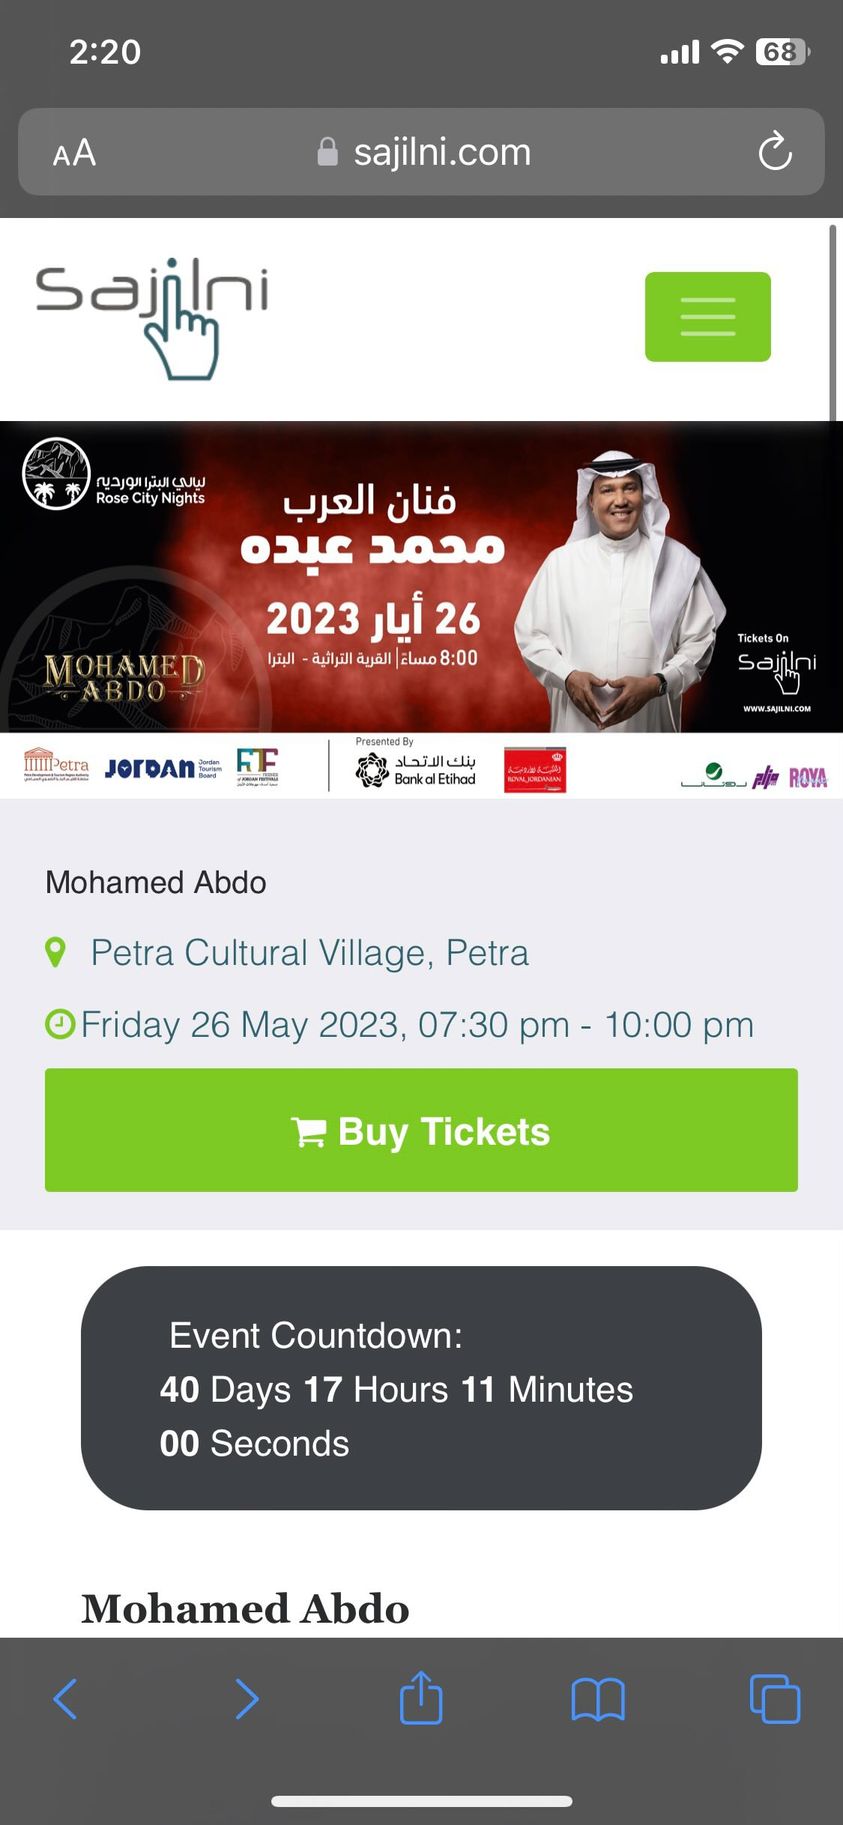 2:20
68
AA
sajilni.com
Sajilni
ليالي البترا الوردية
Rose City Nights
فنان العرب
محمد عبده
26 أيار 2023
8:00 مساءً | القرية التراثية - البترا
MOHAMED
ABDO
Tickets On
Sajilni
WWW.SAJILNI.COM
Presented By
Petra
JORDAN
Jordan
Tourism
Board
بنك الاتحاد
Bank al Etihad
ROYAL JORDANIAN
روتانا
ROYA
Mohamed Abdo
Petra Cultural Village, Petra
Friday 26 May 2023, 07:30 pm - 10:00 pm
Buy Tickets
Event Countdown:
40 Days 17 Hours 11 Minutes
00 Seconds
Mohamed Abdo